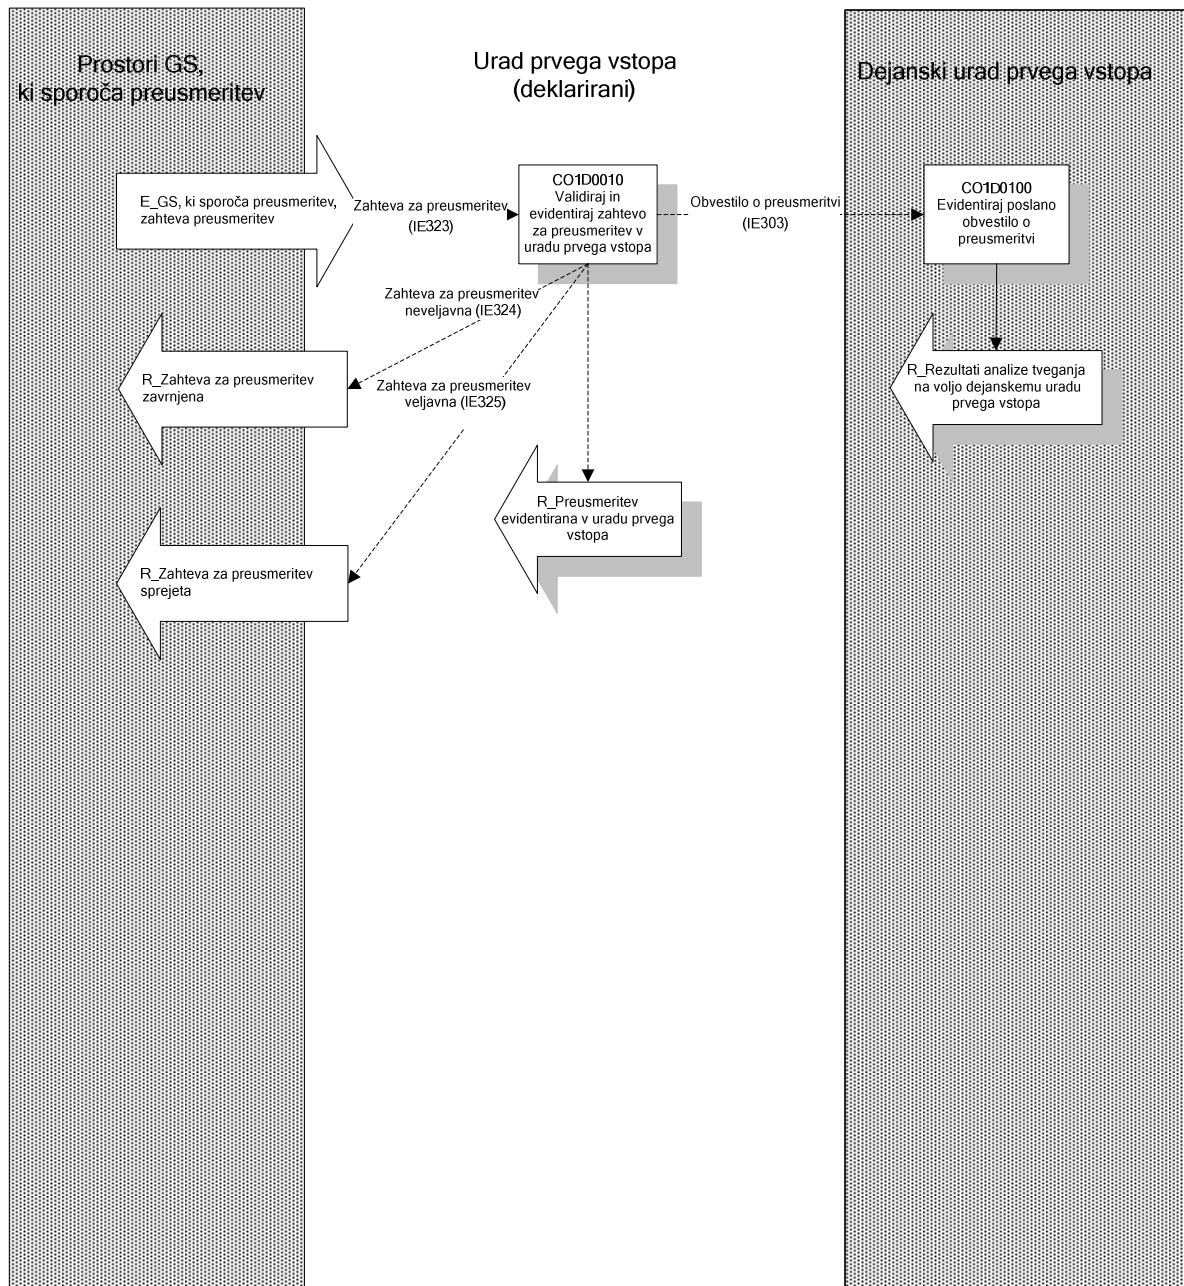 Prostori GS,
ki sporoča preusmeritev
Urad prvega vstopa
(deklarirani)
Dejanski urad prvega vstopa
E_GS, ki sporoča preusmeritev,
zahteva preusmeritev
Zahteva za preusmeritev
(IE323)
CO1D0010
Validiraj in
evidentiraj zahtevo
za preusmeritev v
uradu prvega vstopa
Obvestilo o preusmeritvi
(IE303)
CO1D0100
Evidentiraj poslano
obvestilo o
preusmeritvi
Zahteva za preusmeritev
neveljavna (IE324)
R_Zahteva za preusmeritev
zavrnjena
Zahteva za preusmeritev
veljavna (IE325)
R_Rezultati analize tveganja
na voljo dejanskemu uradu
prvega vstopa
R_Preusmeritev
evidentirana v uradu prvega
vstopa
R_Zahteva za preusmeritev
sprejeta